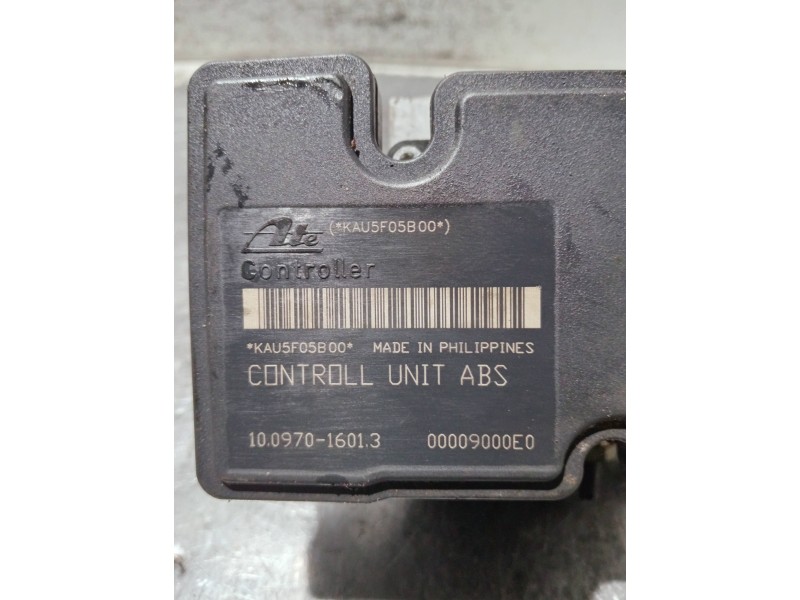 Ate (*KAU5F05B00*)
Controller
*KAU5F05B00* MADE IN PHILIPPINES
CONTROLL UNIT ABS
10.0970-1601.3 00009000E0